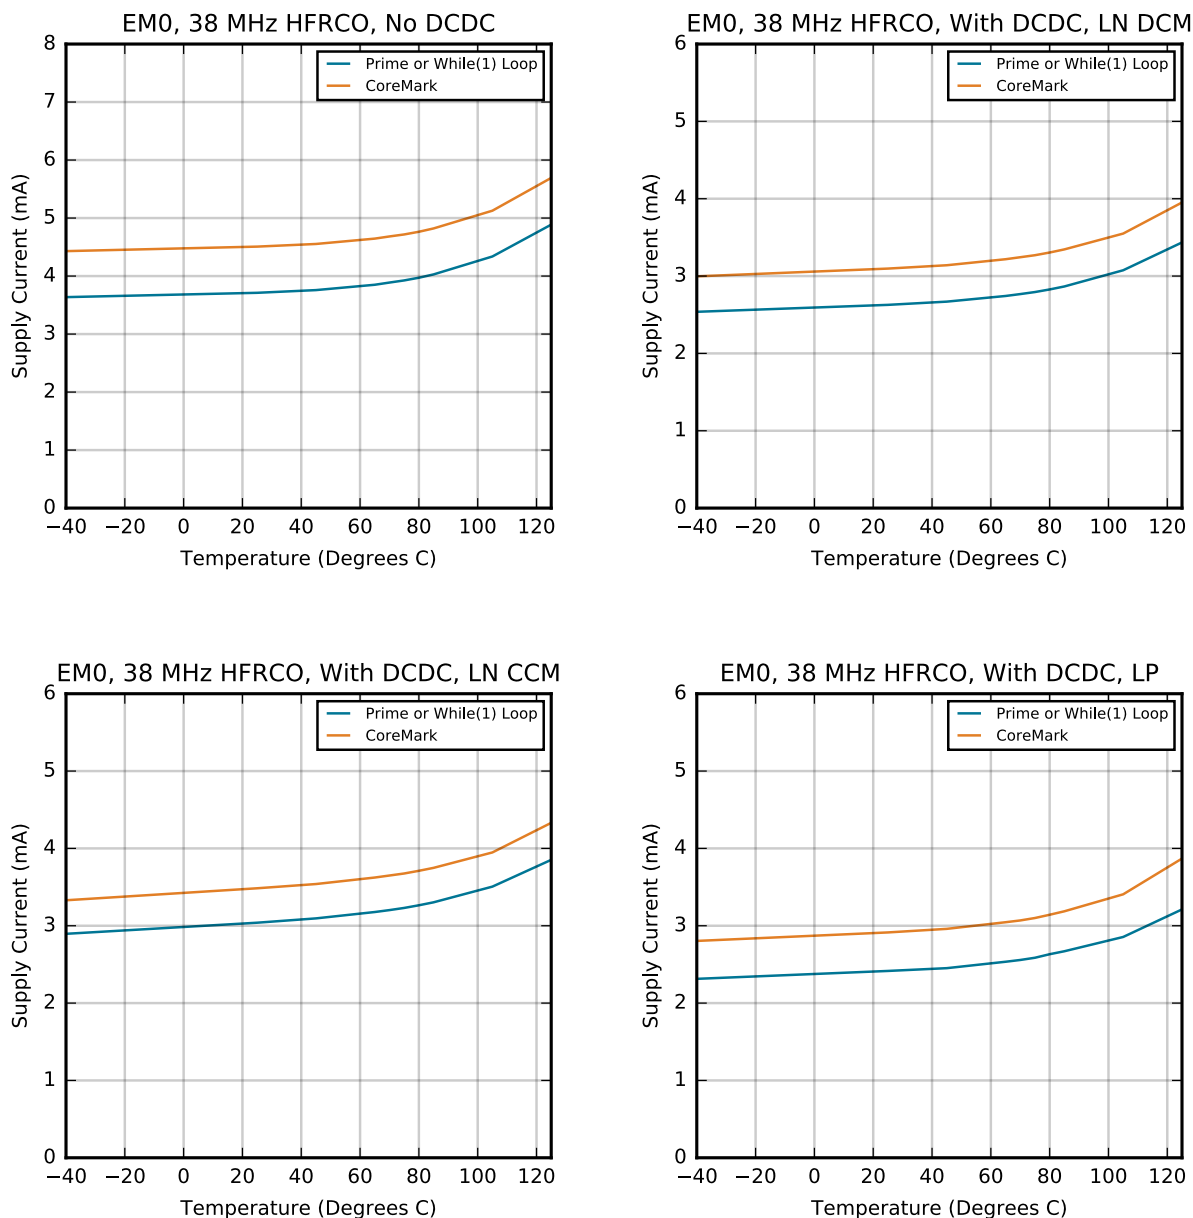 EM0, 38 MHz HFRCO, No DCDC
8
7
6
5
4
3
2
1
0
Supply Current (mA)
Prime or While(1) Loop
CoreMark
−40 −20 0 20 40 60 80 100 120
Temperature (Degrees C)
EM0, 38 MHz HFRCO, With DCDC, LN DCM
6
5
4
3
2
1
0
Supply Current (mA)
Prime or While(1) Loop
CoreMark
−40 −20 0 20 40 60 80 100 120
Temperature (Degrees C)
EM0, 38 MHz HFRCO, With DCDC, LN CCM
6
5
4
3
2
1
0
Supply Current (mA)
Prime or While(1) Loop
CoreMark
−40 −20 0 20 40 60 80 100 120
Temperature (Degrees C)
EM0, 38 MHz HFRCO, With DCDC, LP
6
5
4
3
2
1
0
Supply Current (mA)
Prime or While(1) Loop
CoreMark
−40 −20 0 20 40 60 80 100 120
Temperature (Degrees C)